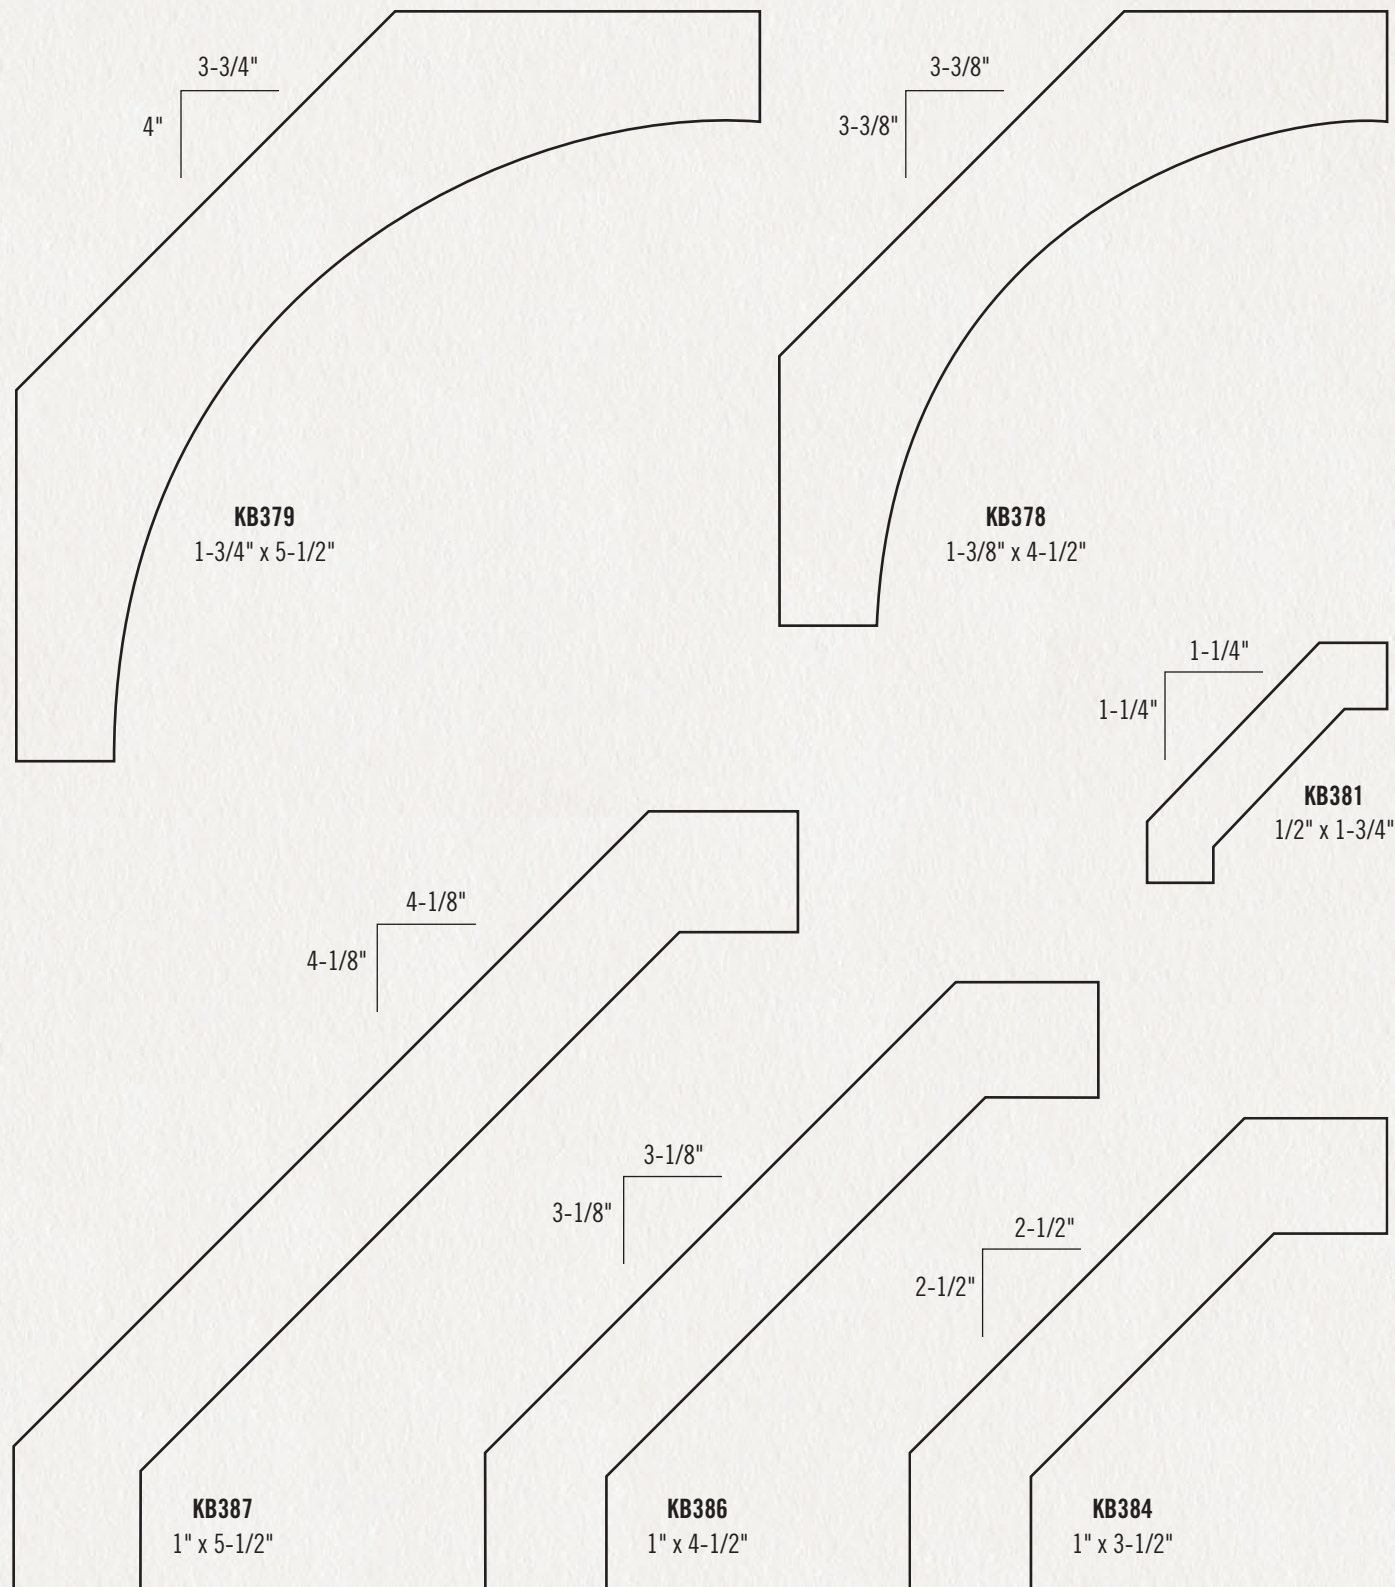 3-3/4"
4"
KB379
1-3/4" x 5-1/2"
3-3/8"
3-3/8"
KB378
1-3/8" x 4-1/2"
1-1/4"
1-1/4"
KB381
1/2" x 1-3/4"
4-1/8"
4-1/8"
KB387
1" x 5-1/2"
3-1/8"
3-1/8"
KB386
1" x 4-1/2"
2-1/2"
2-1/2"
KB384
1" x 3-1/2"